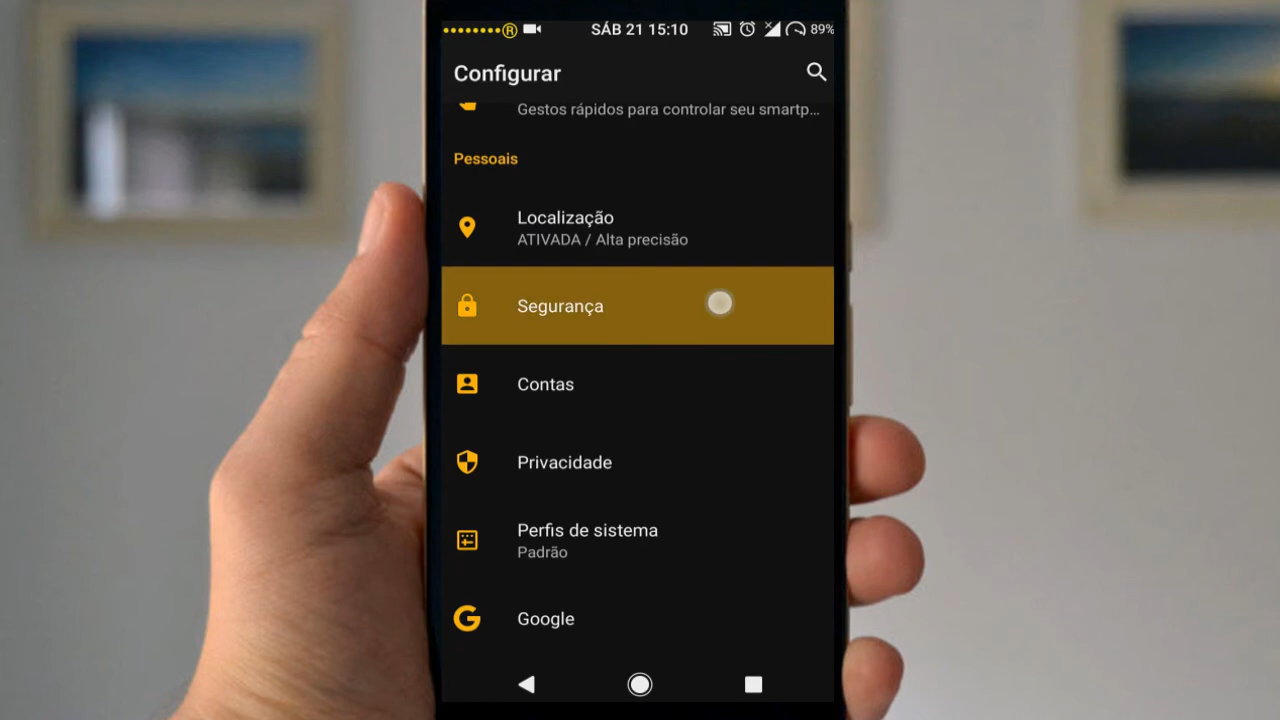 ® SÁB 21 15:10 89%
Configurar
Gestos rápidos para controlar seu smartp...
Pessoais
Localização
ATIVADA / Alta precisão
Segurança
Contas
Privacidade
Perfis de sistema
Padrão
Google